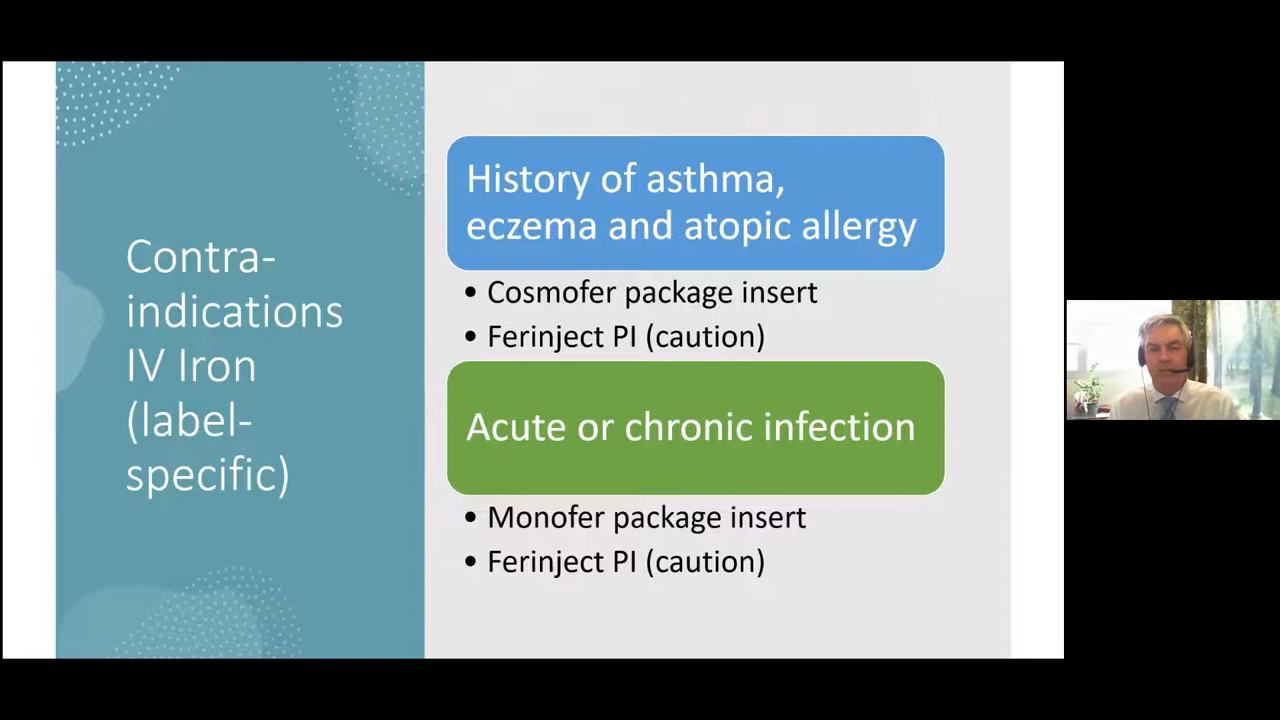 Contra-
indications
IV Iron
(label-
specific)
History of asthma,
eczema and atopic allergy
• Cosmofer package insert
• Ferinject PI (caution)
Acute or chronic infection
• Monofer package insert
• Ferinject PI (caution)